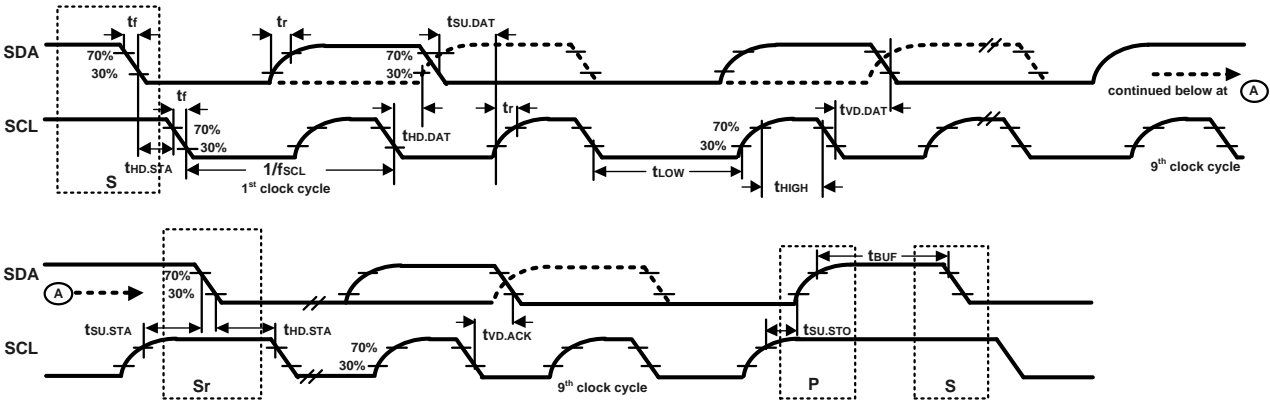 tf
tr
tSU.DAT
SDA
70%
30%
70%
30%
continued below at A
tf
tr
tHD.DAT
tVD.DAT
SCL
70%
30%
70%
30%
tHD.STA
S
1/fSCL
1st clock cycle
tLOW
tHIGH
9th clock cycle
SDA
70%
30%
A
tBUF
tSU.STA
tHD.STA
tVD.ACK
tSU.STO
SCL
70%
30%
Sr
9th clock cycle
P
S